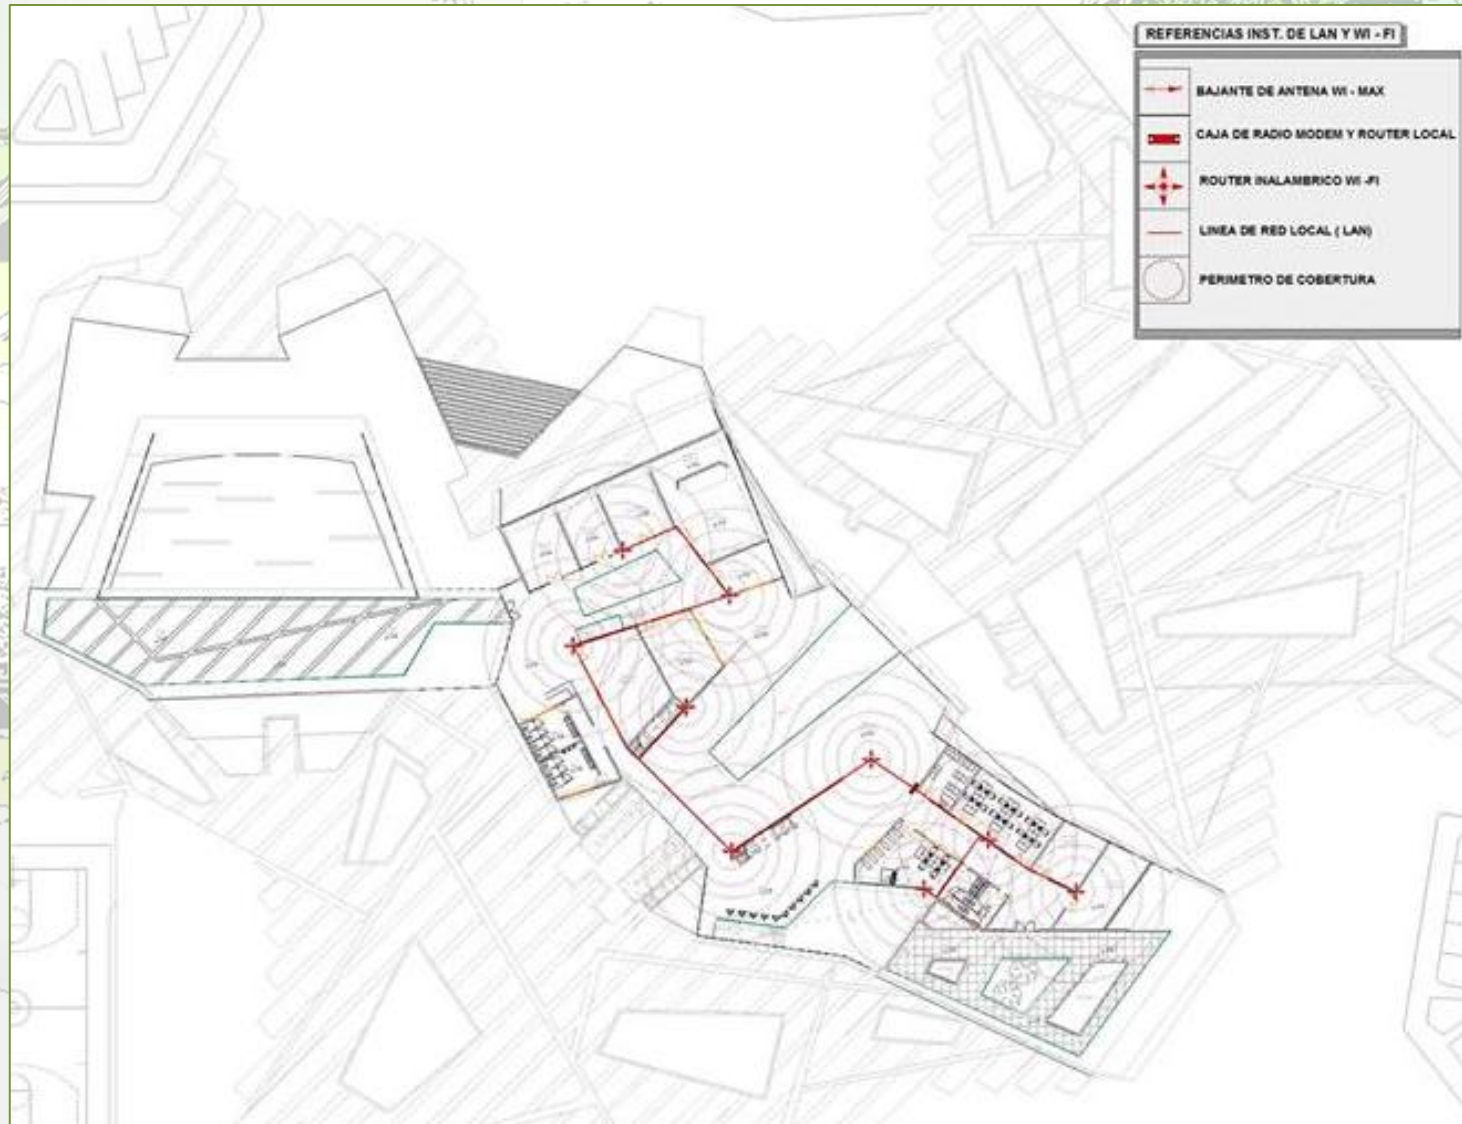 REFERENCIAS INST. DE LAN Y WI - FI
BAJANTE DE ANTENA WI - MAX
CAJA DE RADIO MODEM Y ROUTER LOCAL
ROUTER INALAMBRICO WI -FI
LINEA DE RED LOCAL ( LAN)
PERIMETRO DE COBERTURA